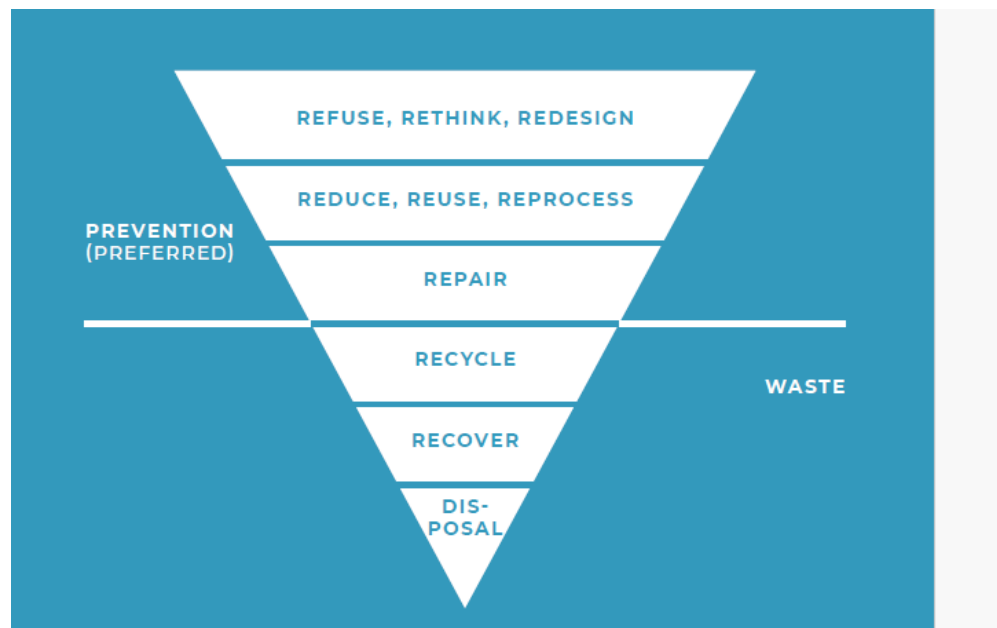 REFUSE, RETHINK, REDESIGN
REDUCE, REUSE, REPROCESS
PREVENTION
(PREFERRED)
REPAIR
RECYCLE
WASTE
RECOVER
DIS-
POSAL